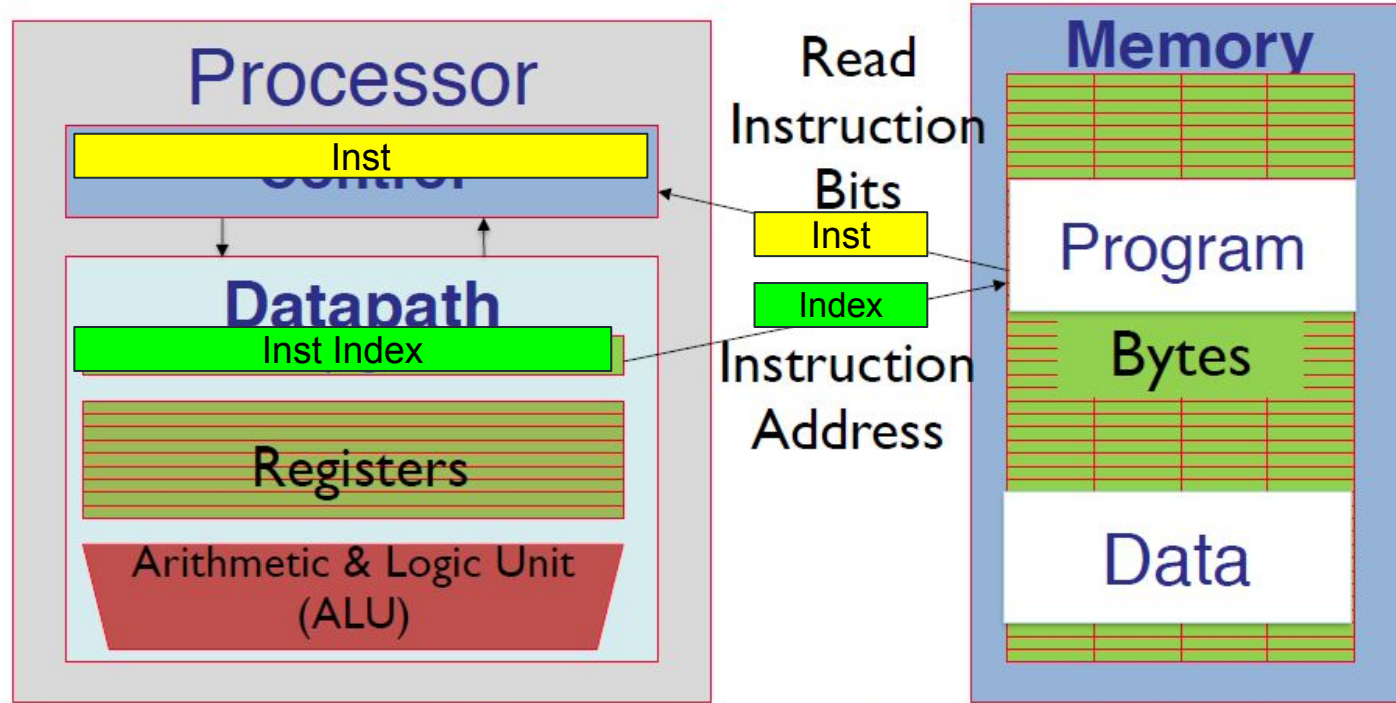 Processor
Inst
Control
Datapath
Inst Index
Registers
Arithmetic & Logic Unit
(ALU)
Read
Instruction
Bits
Inst
Index
Instruction
Address
Memory
Program
Bytes
Data